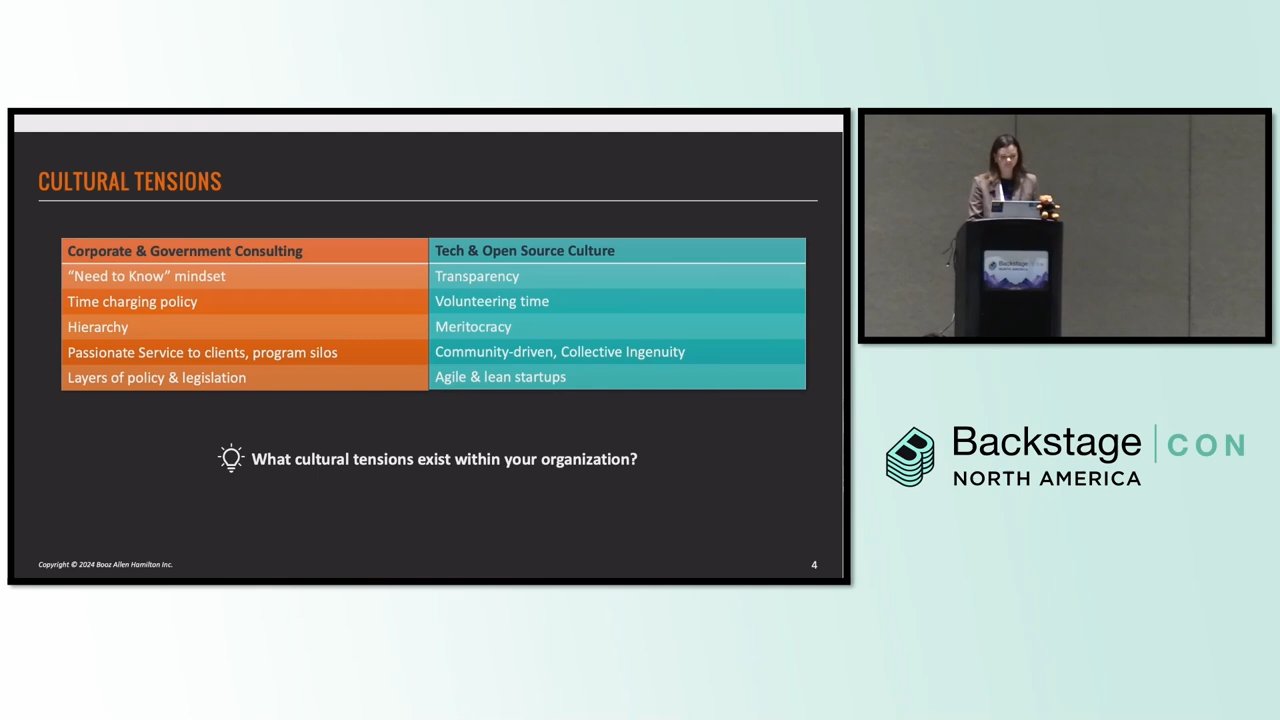 CULTURAL TENSIONS
Corporate & Government Consulting
Tech & Open Source Culture
“Need to Know” mindset
Transparency
Time charging policy
Volunteering time
Hierarchy
Meritocracy
Passionate Service to clients, program silos
Community-driven, Collective Ingenuity
Layers of policy & legislation
Agile & lean startups
What cultural tensions exist within your organization?
Copyright © 2024 Booz Allen Hamilton Inc.
4
Backstage
Backstage | CON
NORTH AMERICA